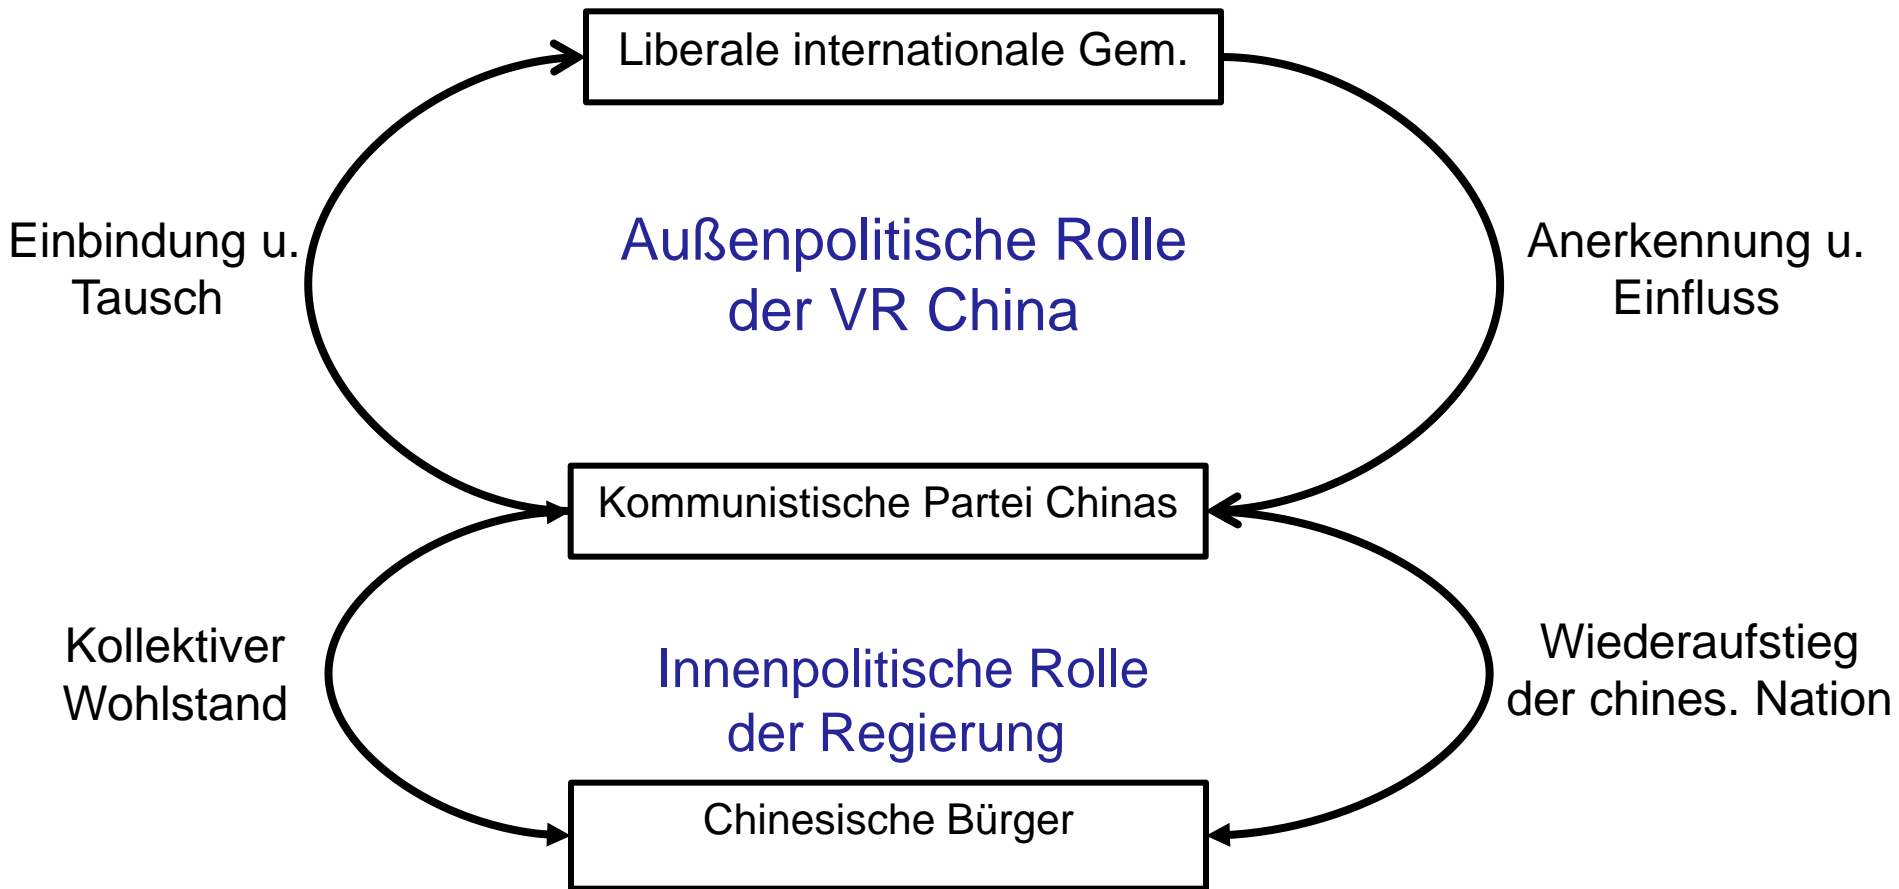 Liberale internationale Gem.
Einbindung u.
Tausch
Außenpolitische Rolle
der VR China
Anerkennung u.
Einfluss
Kommunistische Partei Chinas
Kollektiver
Wohlstand
Innenpolitische Rolle
der Regierung
Wiederaufstieg
der chines. Nation
Chinesische Bürger